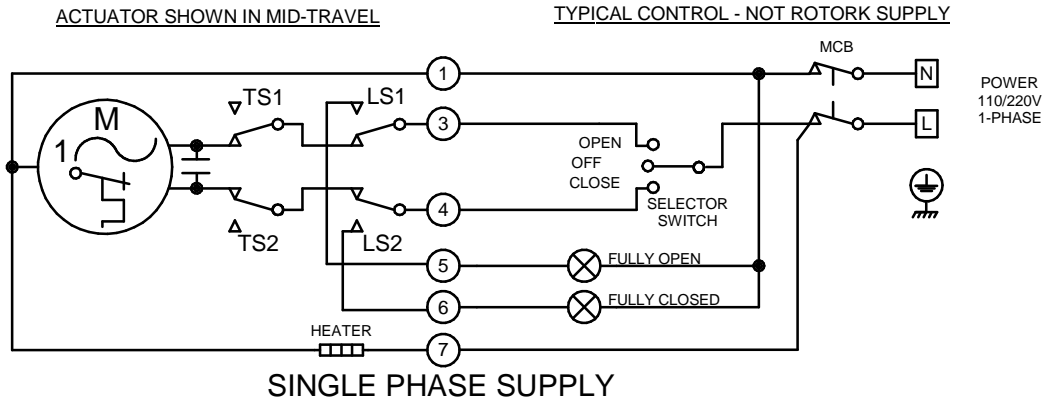 ACTUATOR SHOWN IN MID-TRAVEL
TYPICAL CONTROL - NOT ROTORK SUPPLY
MCB
1
N
POWER
110/220V
1-PHASE
TS1
LS1
3
L
M
1
OPEN
OFF
CLOSE
SELECTOR
SWITCH
4
TS2
LS2
5
FULLY OPEN
6
FULLY CLOSED
HEATER
7
SINGLE PHASE SUPPLY